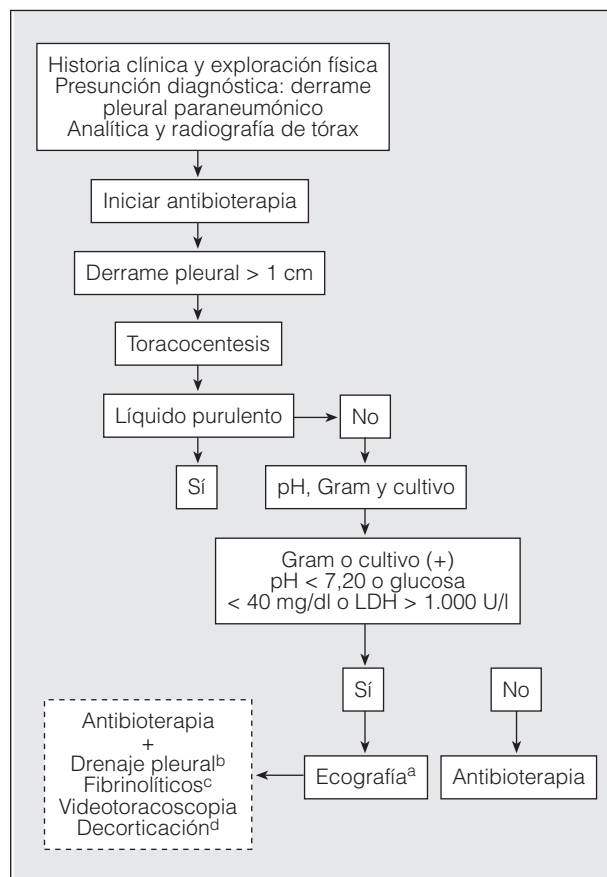 Historia clínica y exploración física
Presunción diagnóstica: derrame
pleural paraneumónico
Analítica y radiografía de tórax
Iniciar antibioterapia
Derrame pleural > 1 cm
Toracocentesis
Líquido purulento
No
Sí
pH, Gram y cultivo
Gram o cultivo (+)
pH < 7,20 o glucosa
< 40 mg/dl o LDH > 1.000 U/l
Sí
No
Antibioterapia
+
Drenaje pleuralᵇ
Fibrinolíticosᶜ
Videotoracoscopia
Decorticaciónᵈ
Ecografíaᵃ
Antibioterapia